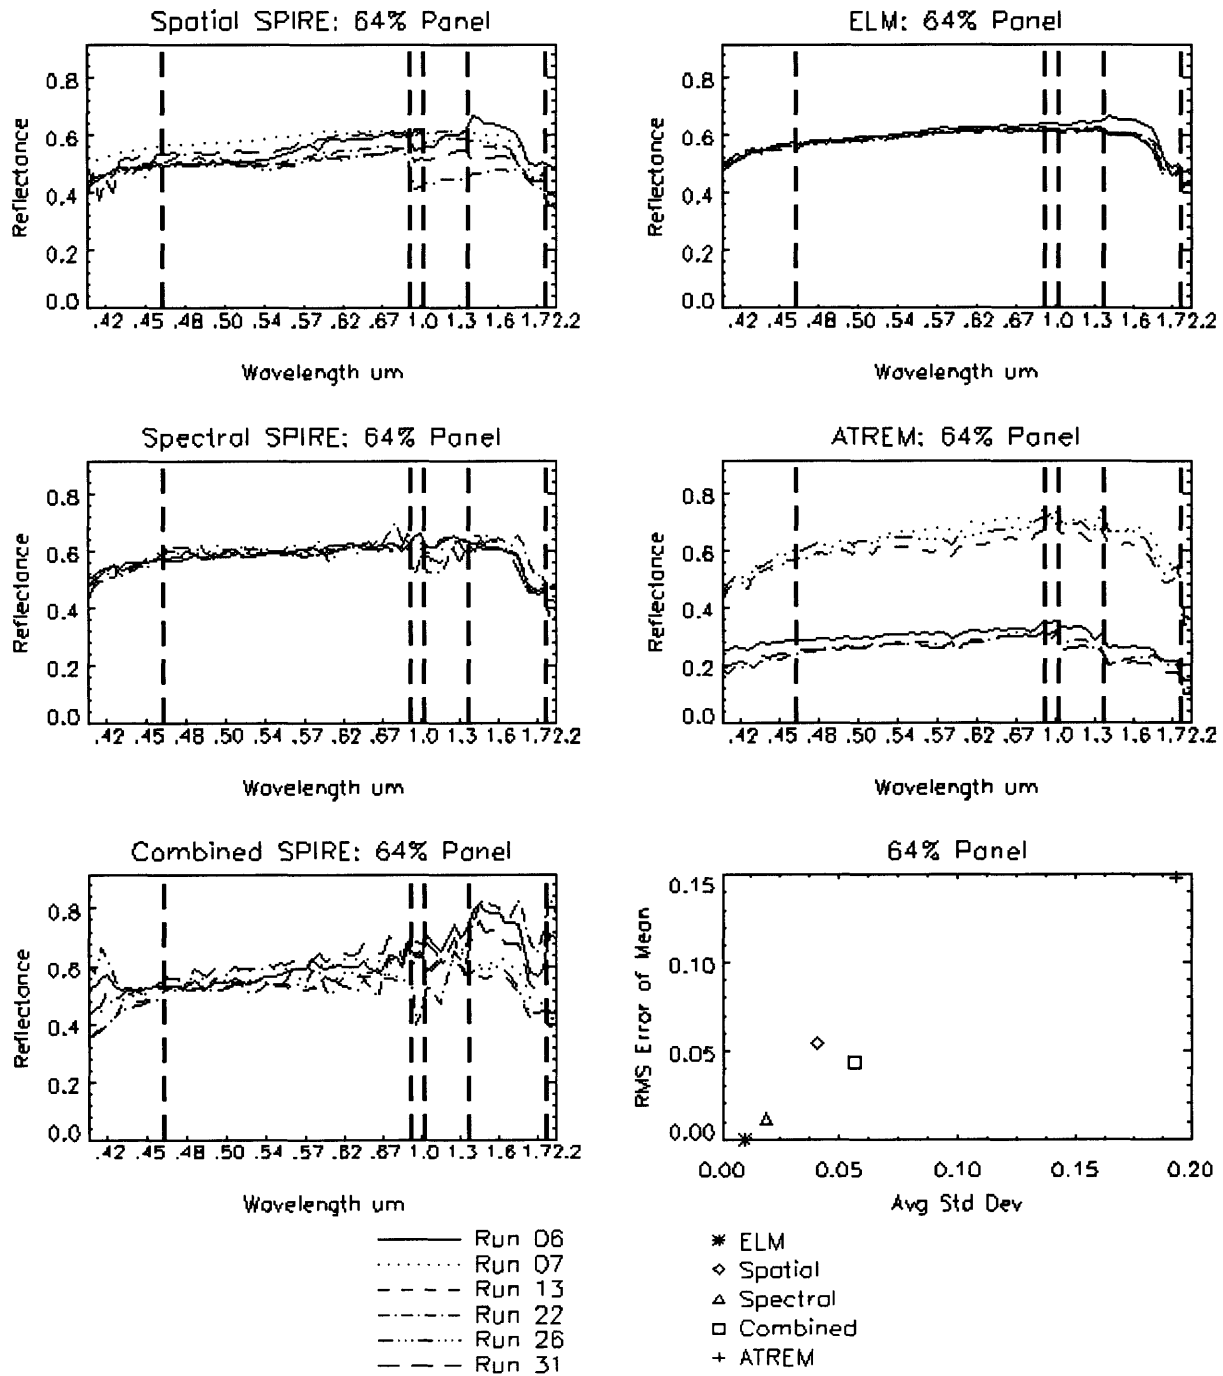 Spatial SPIRE: 64% Panel
Reflectance
0.8
0.6
0.4
0.2
0.0
.42 .45 .48 .50 .54 .57 .62 .67 1.0 1.3 1.6 1.72.2
Wavelength um
ELM: 64% Panel
Reflectance
0.8
0.6
0.4
0.2
0.0
.42 .45 .48 .50 .54 .57 .62 .67 1.0 1.3 1.6 1.72.2
Wavelength um
Spectral SPIRE: 64% Panel
Reflectance
0.8
0.6
0.4
0.2
0.0
.42 .45 .48 .50 .54 .57 .62 .67 1.0 1.3 1.6 1.72.2
Wavelength um
ATREM: 64% Panel
Reflectance
0.8
0.6
0.4
0.2
0.0
.42 .45 .48 .50 .54 .57 .62 .67 1.0 1.3 1.6 1.72.2
Wavelength um
Combined SPIRE: 64% Panel
Reflectance
0.8
0.6
0.4
0.2
0.0
.42 .45 .48 .50 .54 .57 .62 .67 1.0 1.3 1.6 1.72.2
Wavelength um
64% Panel
RMS Error of Mean
0.15
0.10
0.05
0.00
0.00 0.05 0.10 0.15 0.20
Avg Std Dev
Run 06
Run 07
Run 13
Run 22
Run 26
Run 31
ELM
Spatial
Spectral
Combined
ATREM